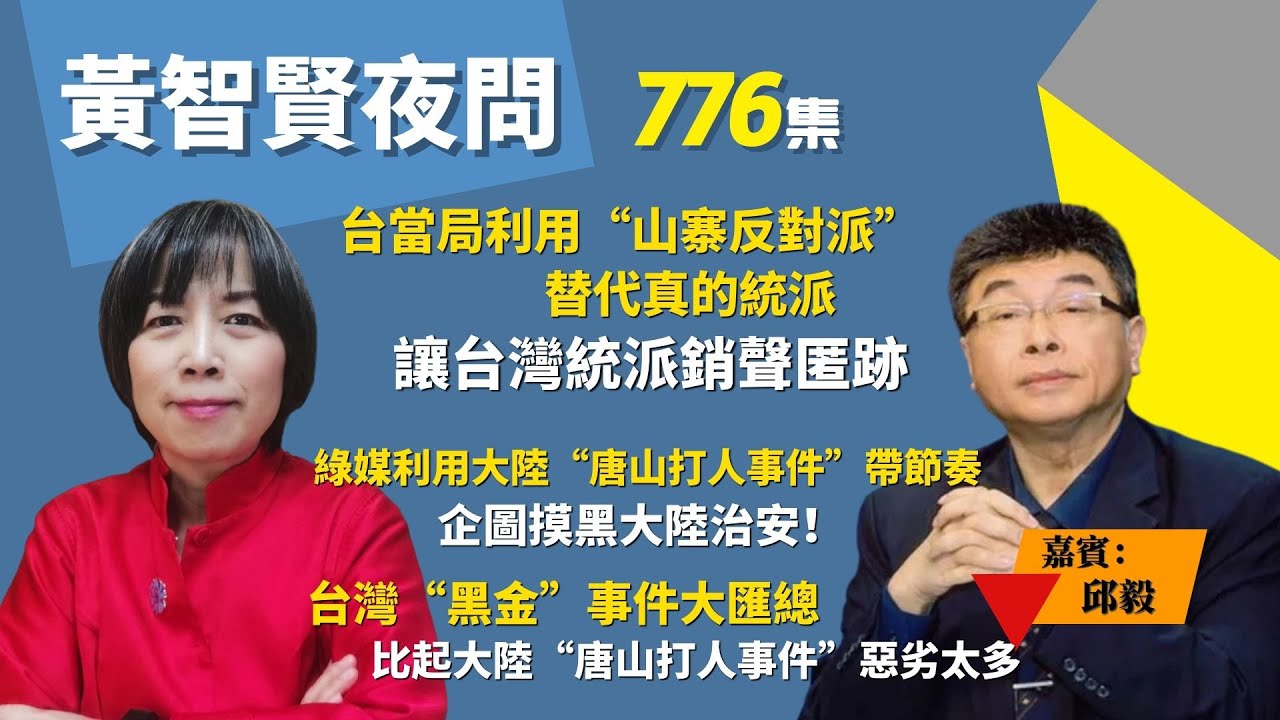 黃智賢夜問 776集
台當局利用“山寨反對派”
替代真的統派
讓台灣統派銷聲匿跡
綠媒利用大陸“唐山打人事件”帶節奏
企圖摸黑大陸治安！
台灣“黑金”事件大匯總
比起大陸“唐山打人事件”惡劣太多
嘉賓：
邱毅